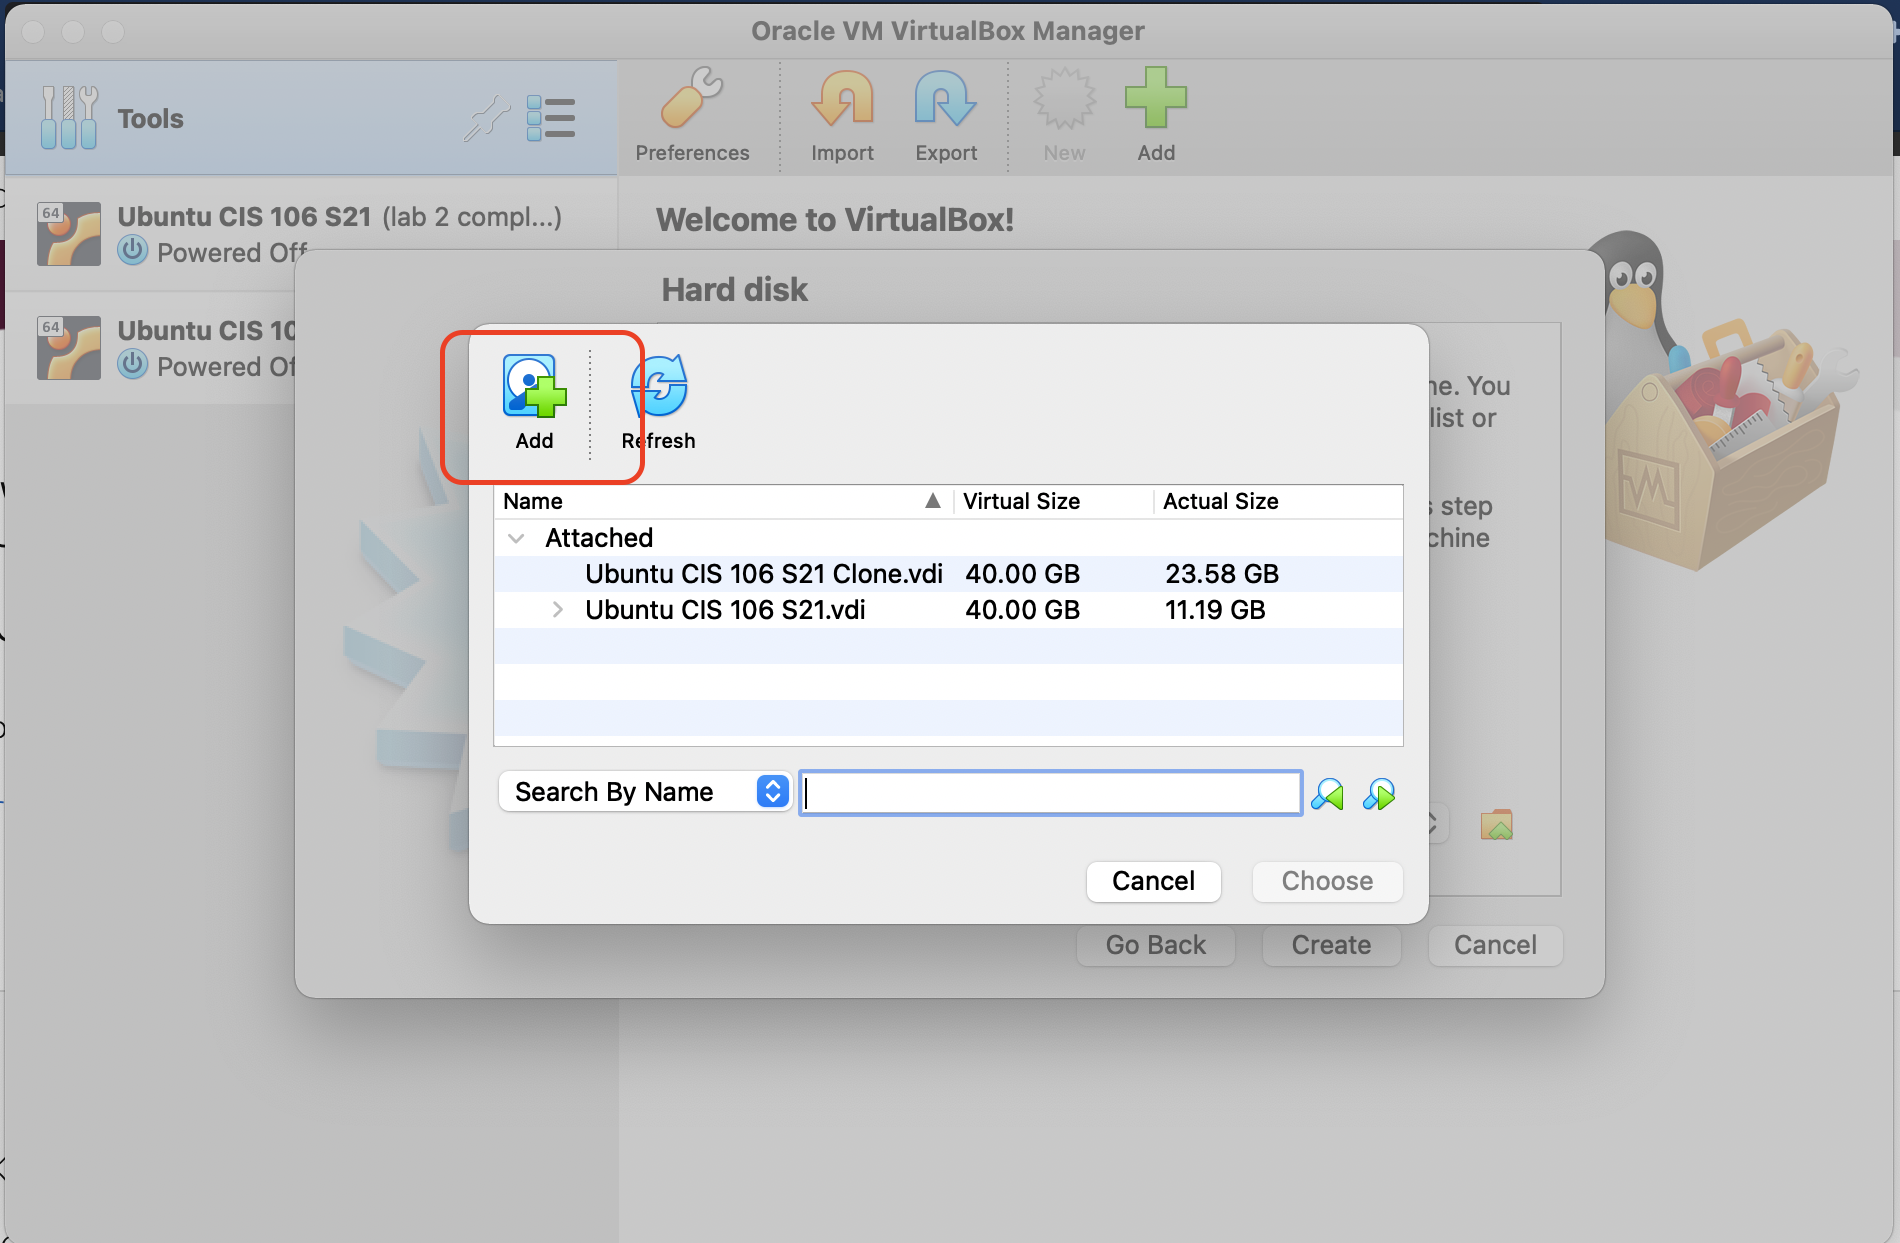 Oracle VM VirtualBox Manager
Tools
Preferences
Import
Export
New
Add
64
Ubuntu CIS 106 S21 (lab 2 compl...)
Powered Off
64
Ubuntu CIS 10
Powered Of
Welcome to VirtualBox!
Hard disk
ne. You
list or
s step
chine
Add
Refresh
Name Virtual Size Actual Size
Attached
Ubuntu CIS 106 S21 Clone.vdi 40.00 GB 23.58 GB
Ubuntu CIS 106 S21.vdi 40.00 GB 11.19 GB
Search By Name
Cancel
Choose
Go Back
Create
Cancel